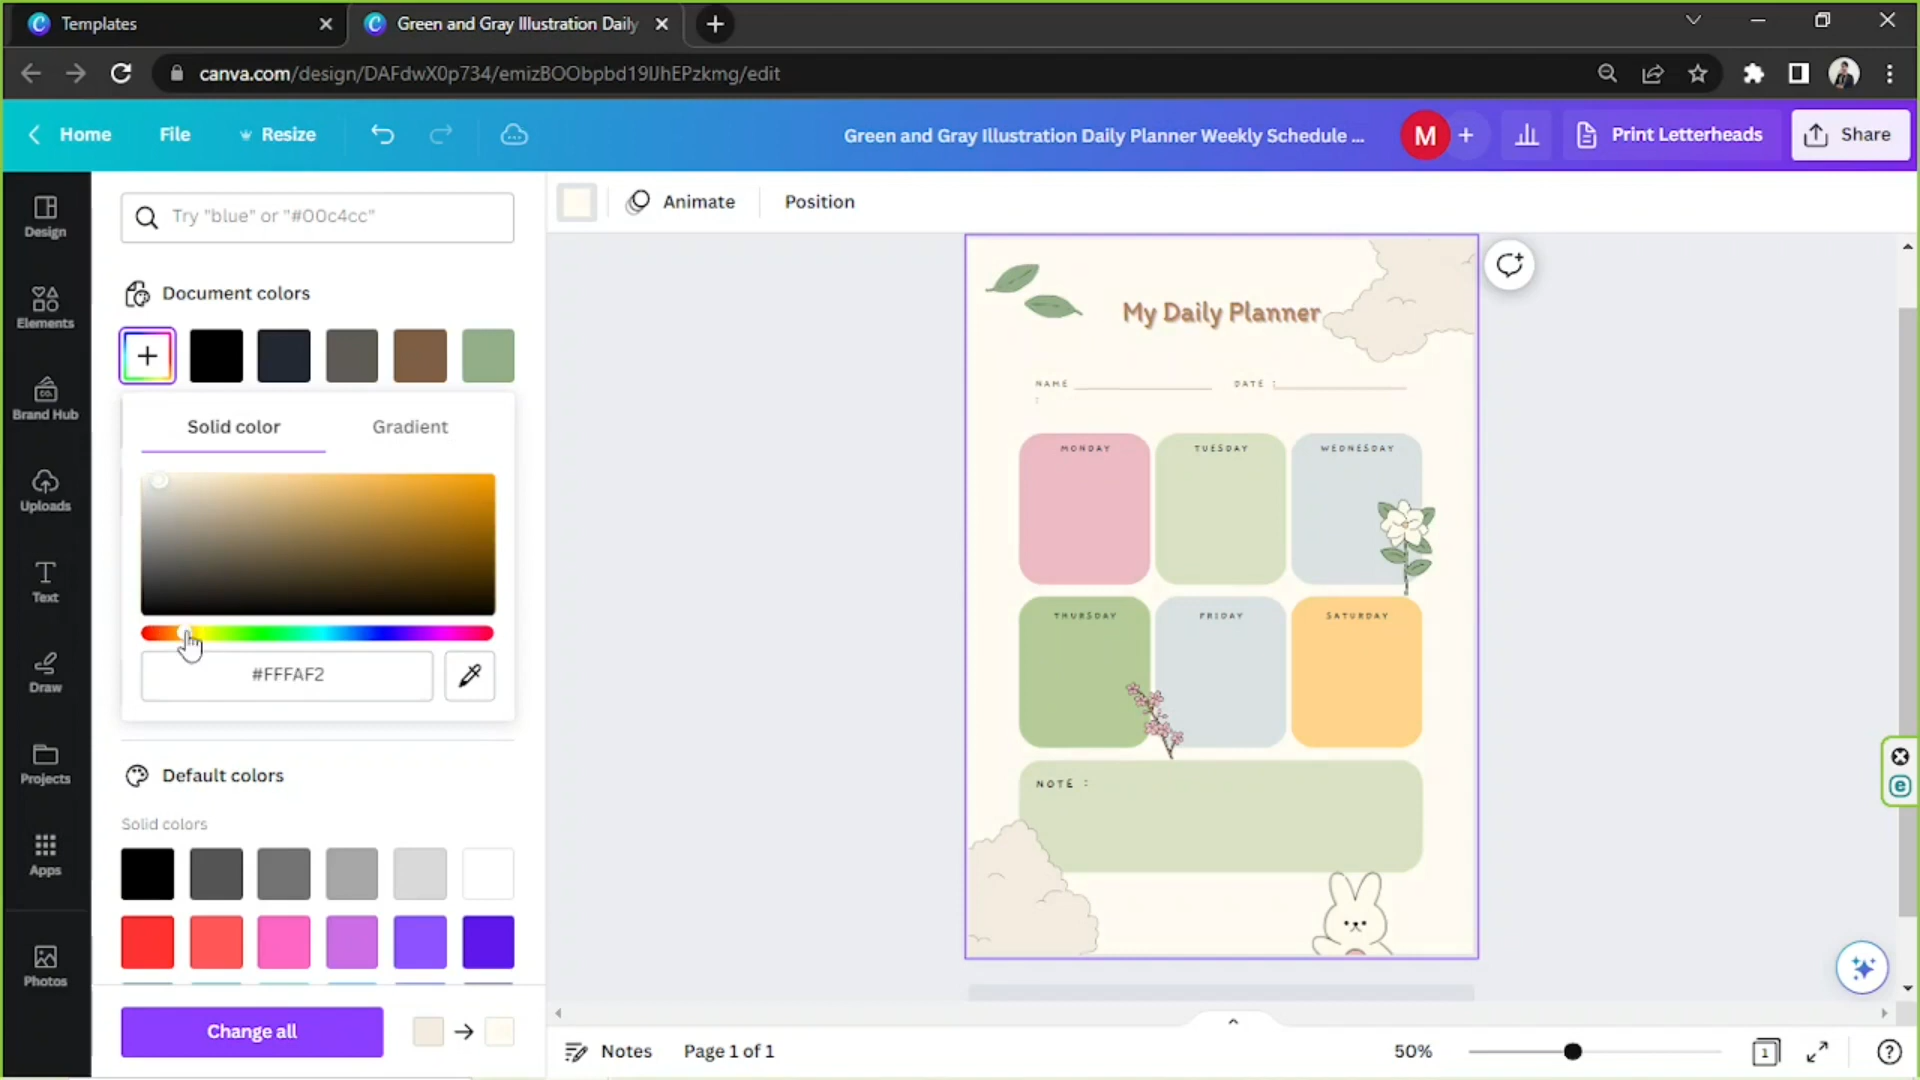 Templates
Green and Gray Illustration Daily
canva.com/design/DAFdwX0p734/emizBOObpbd19IJhEPzkmg/edit
Home
File
Resize
Green and Gray Illustration Daily Planner Weekly Schedule ...
M
+
Print Letterheads
Share
Design
Elements
Brand Hub
Uploads
Text
Draw
Projects
Apps
Photos
Try "blue" or "#00c4cc"
Document colors
Solid color
Gradient
#FFFAF2
Default colors
Solid colors
Change all
Animate
Position
My Daily Planner
NAME
:
DATE :
MONDAY
TUESDAY
WEDNESDAY
THURSDAY
FRIDAY
SATURDAY
NOTE :
Notes
Page 1 of 1
50%
1